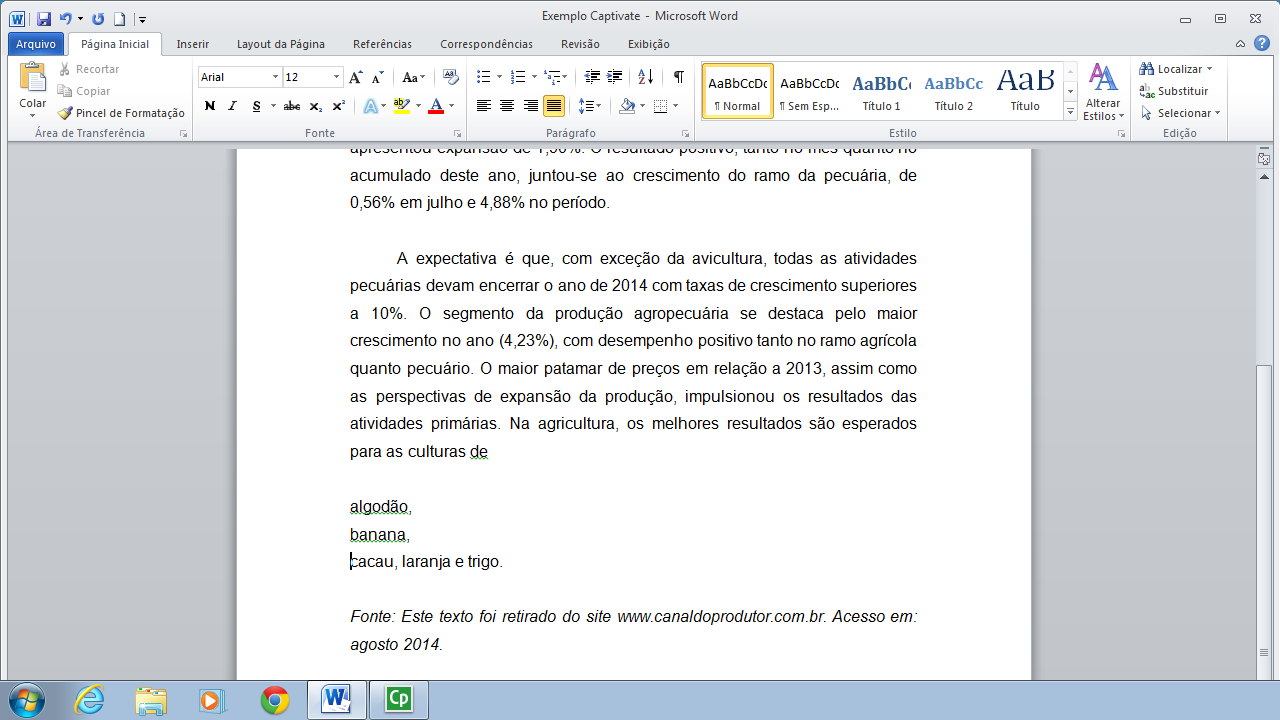 Exemplo Captivate - Microsoft Word
Arquivo Página Inicial Inserir Layout da Página Referências Correspondências Revisão Exibição
Colar
Recortar
Copiar
Pincel de Formatação
Área de Transferência
Arial 12
Fonte
Parágrafo
AaBbCcDc AaBbCcDc AaBbCc AaBbCc AaB
¶ Normal ¶ Sem Esp... Título 1 Título 2 Título
Alterar
Estilos
Estilo
Localizar
Substituir
Selecionar
Edição
apresentou expansão de 1,90%. O resultado positivo, tanto no mês quanto no
acumulado deste ano, juntou-se ao crescimento do ramo da pecuária, de
0,56% em julho e 4,88% no período.
A expectativa é que, com exceção da avicultura, todas as atividades
pecuárias devam encerrar o ano de 2014 com taxas de crescimento superiores
a 10%. O segmento da produção agropecuária se destaca pelo maior
crescimento no ano (4,23%), com desempenho positivo tanto no ramo agrícola
quanto pecuário. O maior patamar de preços em relação a 2013, assim como
as perspectivas de expansão da produção, impulsionou os resultados das
atividades primárias. Na agricultura, os melhores resultados são esperados
para as culturas de
algodão,
banana,
cacau, laranja e trigo.
Fonte: Este texto foi retirado do site www.canaldoprodutor.com.br. Acesso em:
agosto 2014.